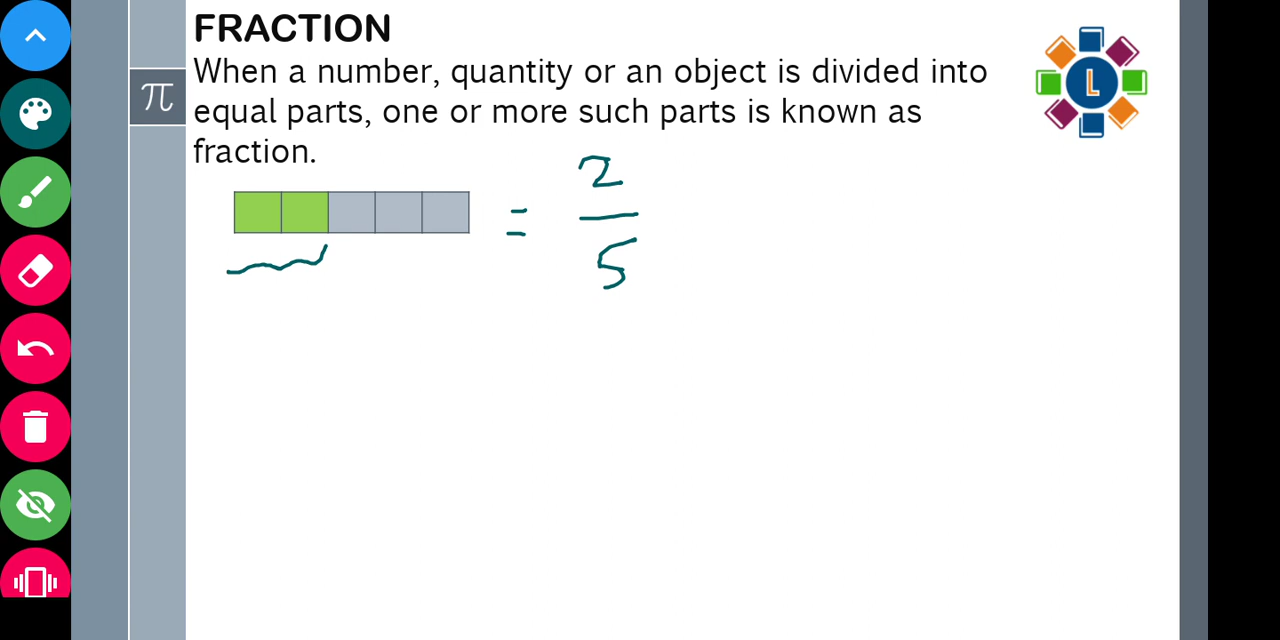 FRACTION
When a number, quantity or an object is divided into
equal parts, one or more such parts is known as
fraction.
π
L
= 2
5